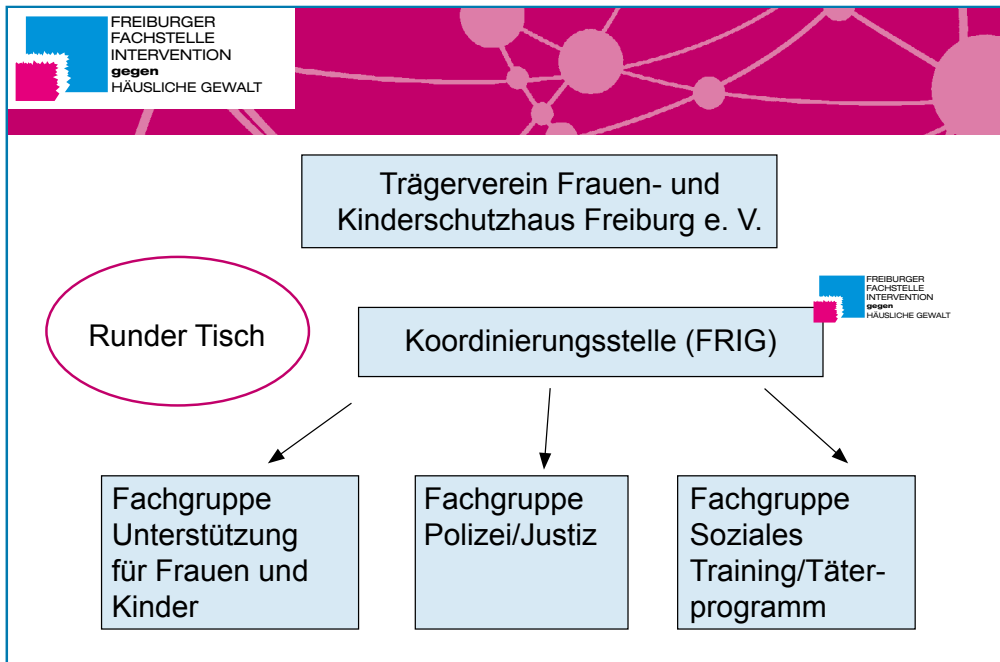 FREIBURGER
FACHSTELLE
INTERVENTION
gegen
HÄUSLICHE GEWALT
Trägerverein Frauen- und
Kinderschutzhaus Freiburg e. V.
FREIBURGER
FACHSTELLE
INTERVENTION
gegen
HÄUSLICHE GEWALT
Runder Tisch
Koordinierungsstelle (FRIG)
Fachgruppe
Unterstützung
für Frauen und
Kinder
Fachgruppe
Polizei/Justiz
Fachgruppe
Soziales
Training/Täter-
programm